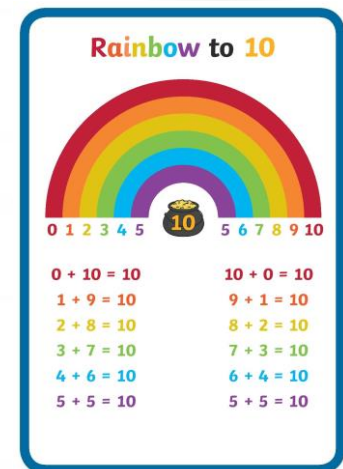 Rainbow to 10
10
0 1 2 3 4 5 5 6 7 8 9 10
0 + 10 = 10
1 + 9 = 10
2 + 8 = 10
3 + 7 = 10
4 + 6 = 10
5 + 5 = 10
10 + 0 = 10
9 + 1 = 10
8 + 2 = 10
7 + 3 = 10
6 + 4 = 10
5 + 5 = 10